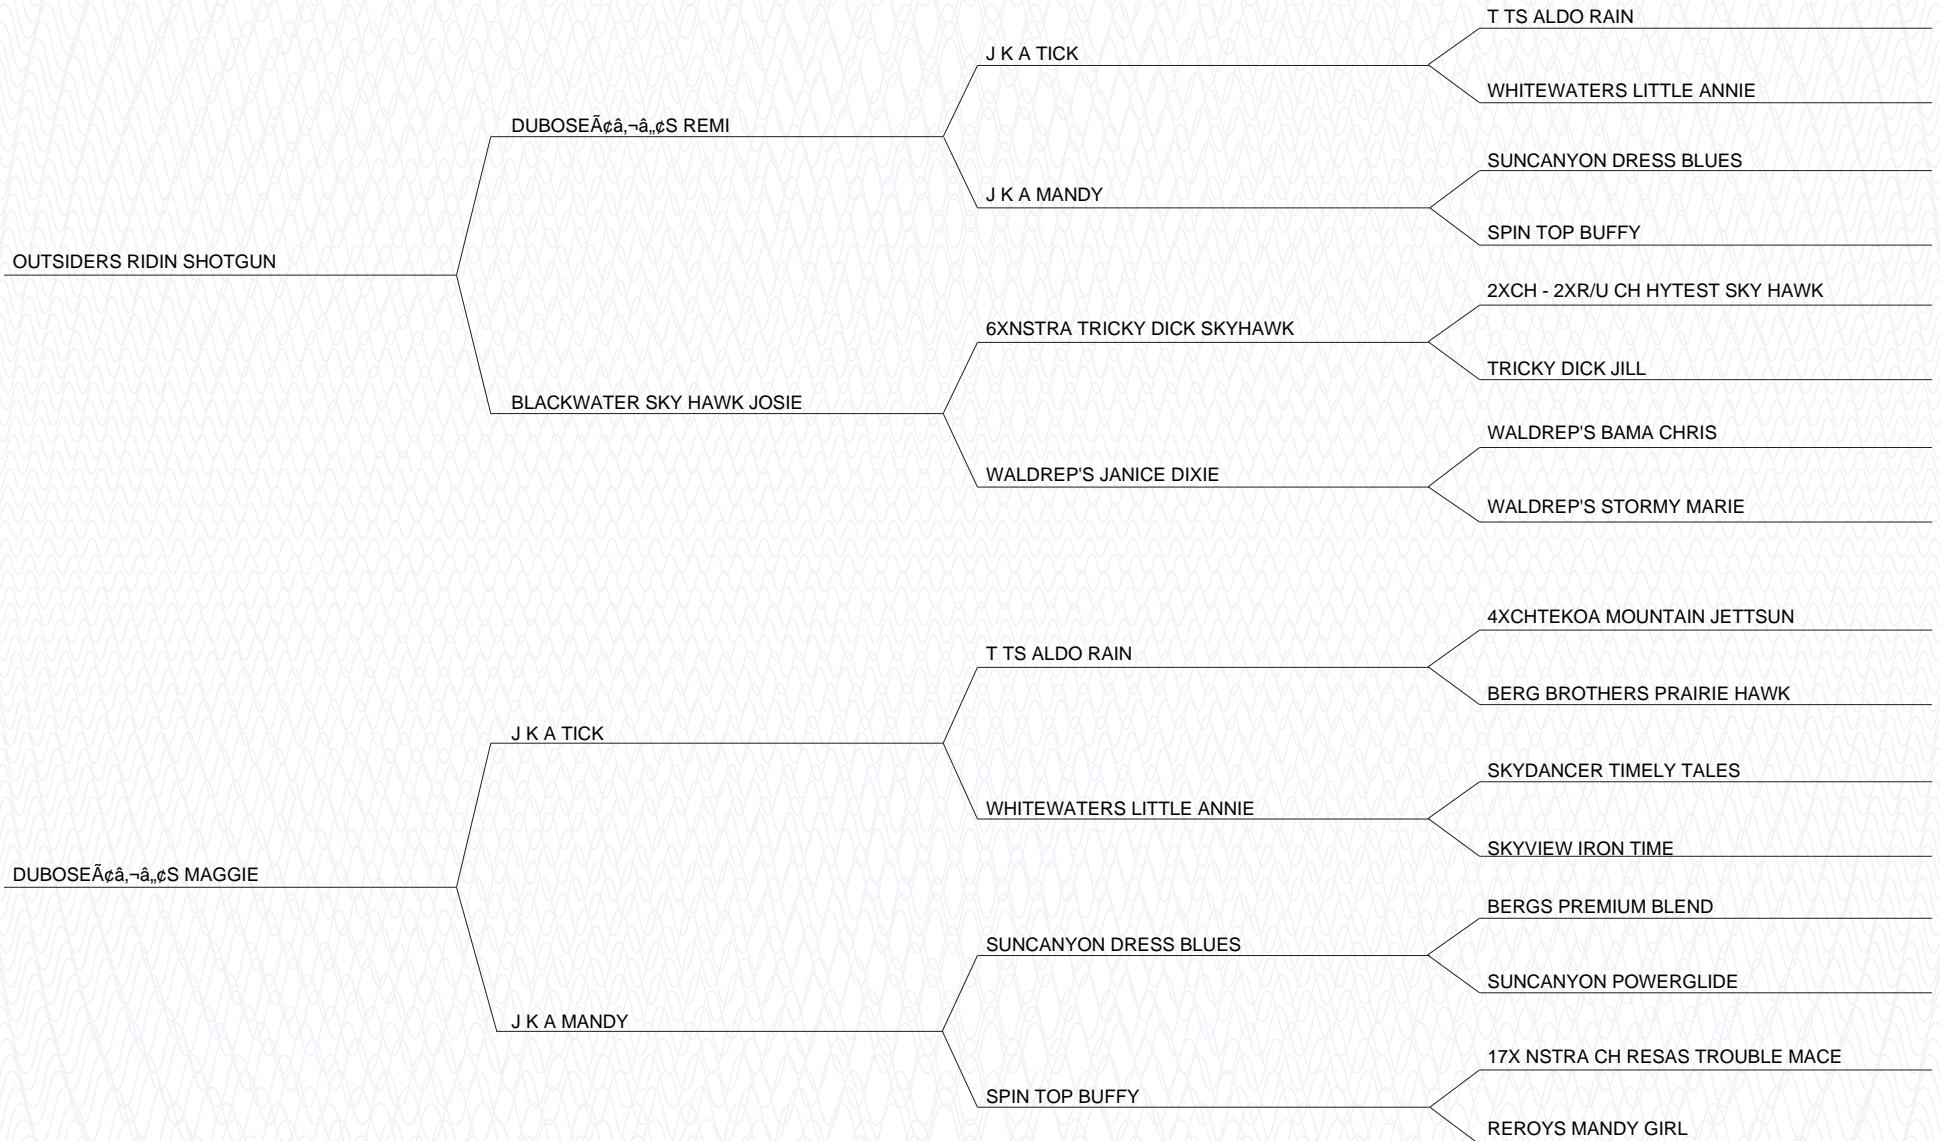 T TS ALDO RAIN
J K A TICK
WHITEWATERS LITTLE ANNIE
DUBOSEÃ¢â‚¬â„¢S REMI
SUNCANYON DRESS BLUES
J K A MANDY
SPIN TOP BUFFY
OUTSIDERS RIDIN SHOTGUN
2XCH - 2XR/U CH HYTEST SKY HAWK
6XNSTRA TRICKY DICK SKYHAWK
TRICKY DICK JILL
BLACKWATER SKY HAWK JOSIE
WALDREP'S BAMA CHRIS
WALDREP'S JANICE DIXIE
WALDREP'S STORMY MARIE
4XCHTEKOA MOUNTAIN JETTSUN
T TS ALDO RAIN
BERG BROTHERS PRAIRIE HAWK
J K A TICK
SKYDANCER TIMELY TALES
WHITEWATERS LITTLE ANNIE
SKYVIEW IRON TIME
DUBOSEÃ¢â‚¬â„¢S MAGGIE
BERGS PREMIUM BLEND
SUNCANYON DRESS BLUES
SUNCANYON POWERGLIDE
J K A MANDY
17X NSTRA CH RESAS TROUBLE MACE
SPIN TOP BUFFY
REROYS MANDY GIRL